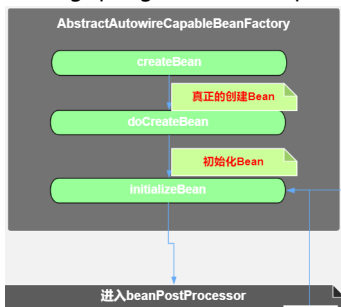 AbstractAutowireCapableBeanFactory
createBean
真正的创建Bean
doCreateBean
初始化Bean
initializeBean
进入beanPostProcessor